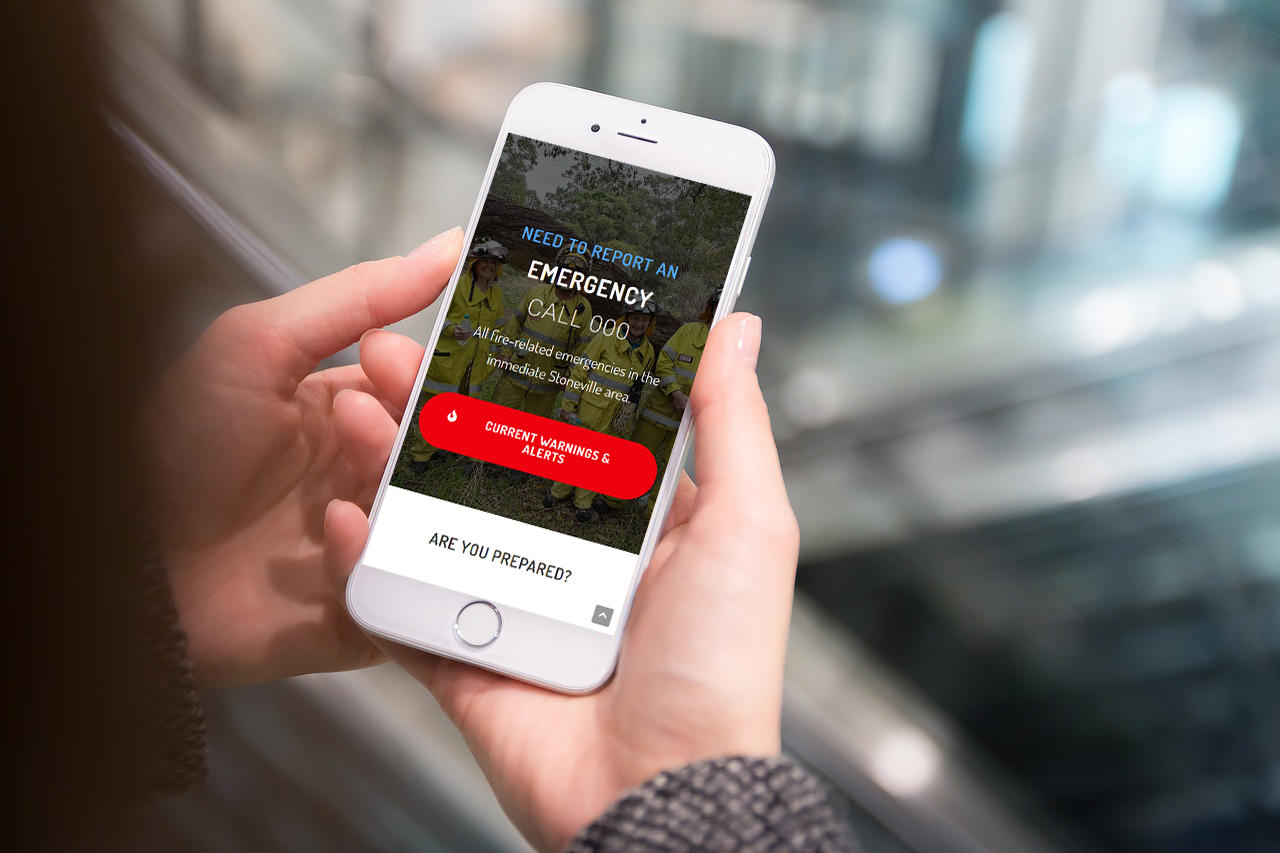 NEED TO REPORT AN
EMERGENCY
CALL 000
All fire-related emergencies in the
immediate Stoneville area.
CURRENT WARNINGS &
ALERTS
ARE YOU PREPARED?